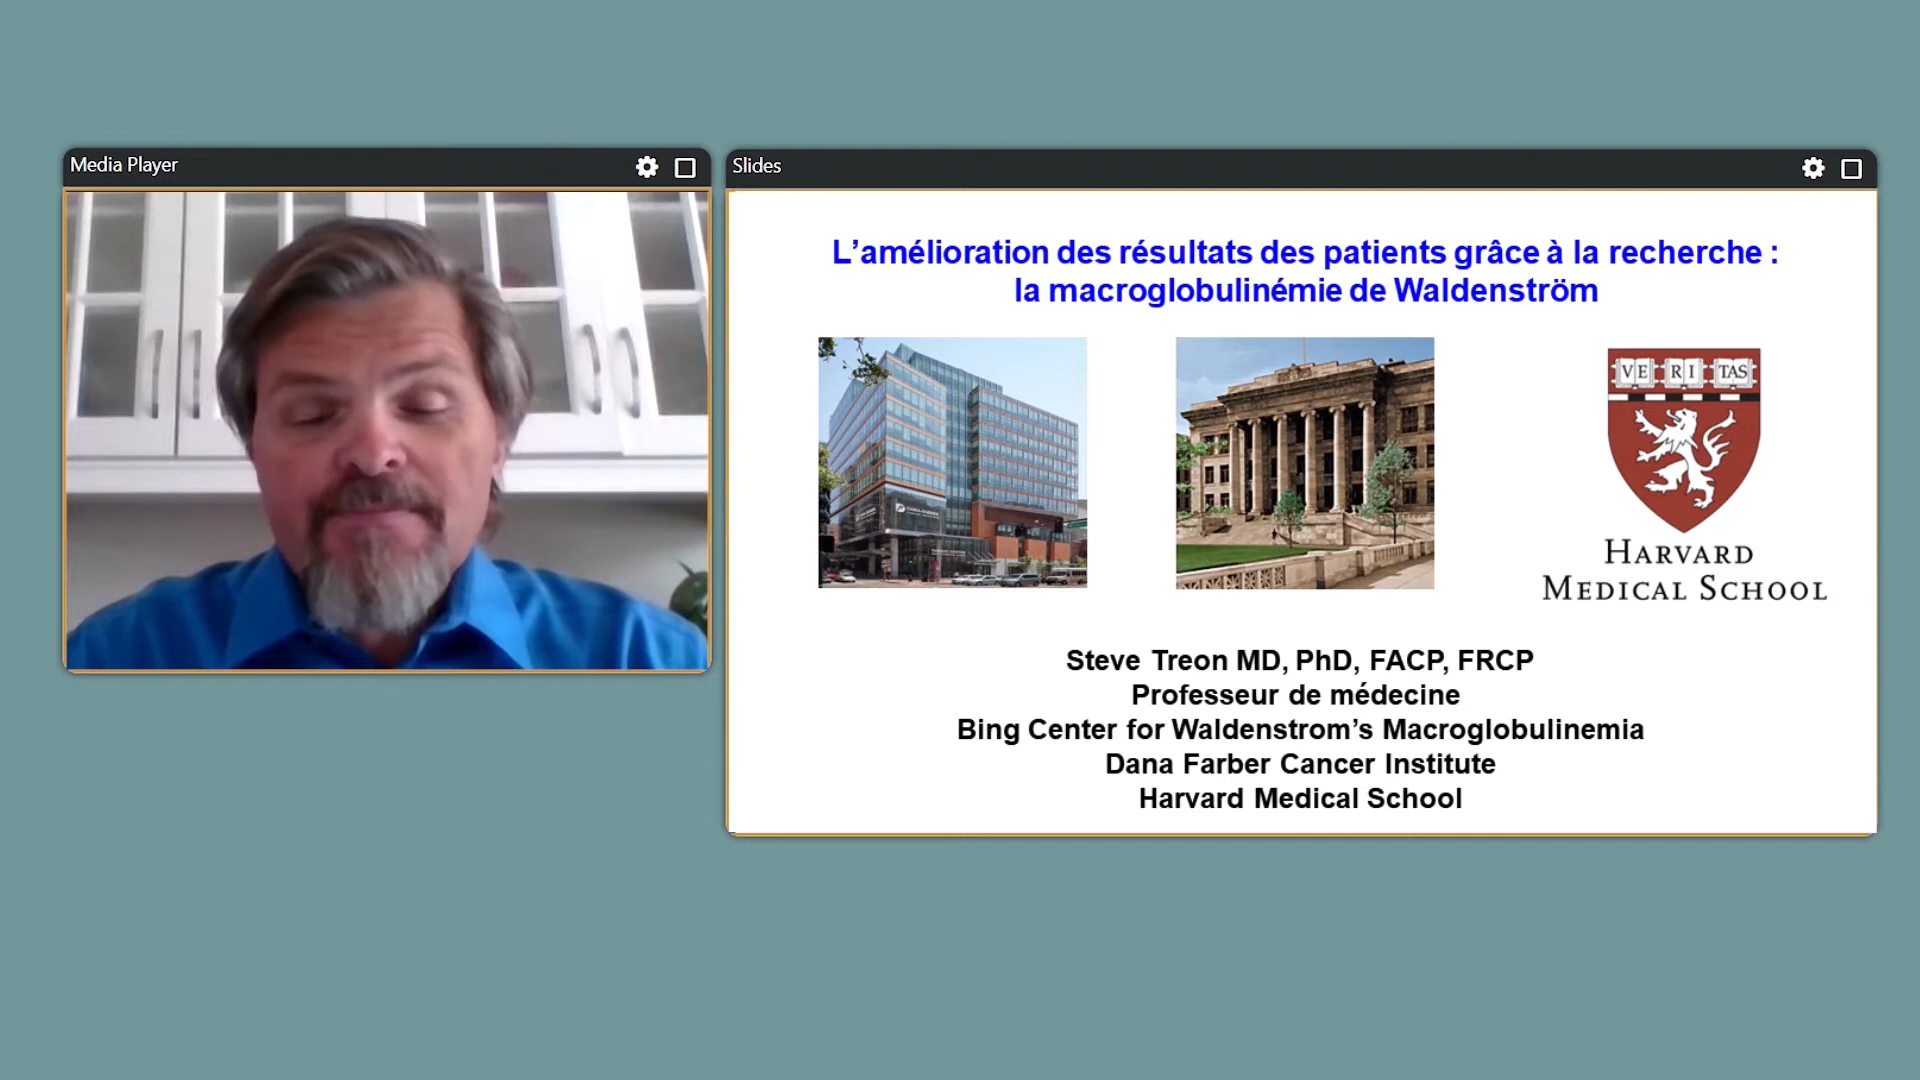 Media Player
Slides
L’amélioration des résultats des patients grâce à la recherche :
la macroglobulinémie de Waldenström
VE RI TAS
HARVARD
MEDICAL SCHOOL
Steve Treon MD, PhD, FACP, FRCP
Professeur de médecine
Bing Center for Waldenstrom’s Macroglobulinemia
Dana Farber Cancer Institute
Harvard Medical School